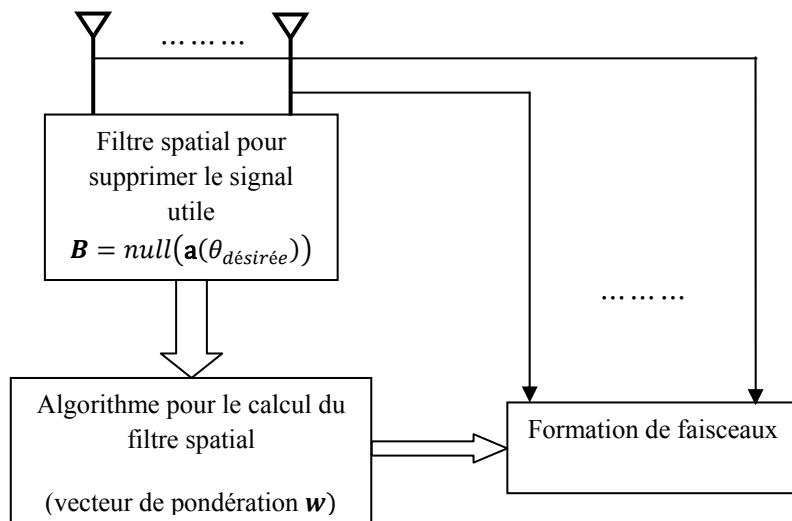 ………
Filtre spatial pour
supprimer le signal
utile
B = null(a(θ_désirée))
………
Algorithme pour le calcul du
filtre spatial
(vecteur de pondération w)
Formation de faisceaux